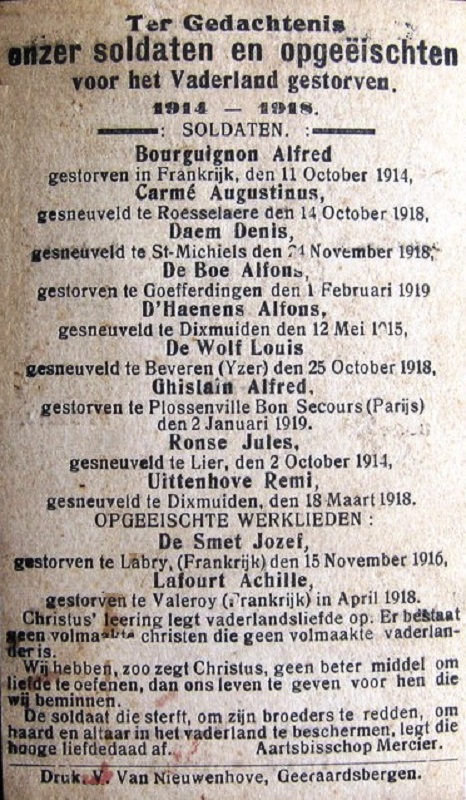 Ter Gedachtenis
onzer soldaten en opgeëischten
voor het Vaderland gestorven.
1914 — 1918.
: SOLDATEN. :
Bourguignon Alfred
gestorven in Frankrijk, den 11 October 1914,
Carmé Augustinus,
gesneuveld te Roesselaere den 14 October 1918,
Daem Denis,
gesneuveld te St-Michiels den November 1918,
De Boe Alfons,
gestorven te Goefferdingen den 1 Februari 1919
D'Haenens Alfons,
gesneuveld te Dixmuiden den 12 Mei 1915,
De Wolf Louis
gesneuveld te Beveren (Yzer) den 25 October 1918,
Ghislain Alfred,
gestorven te Plossenville Bon Secours (Parijs)
den 2 Januari 1919.
Ronse Jules,
gesneuveld te Lier, den 2 October 1914,
Uittenhove Remi,
gesneuveld te Dixmuiden, den 18 Maart 1918.
OPGEEISCHTE WERKLIEDEN :
De Smet Jozef,
gestorven te Labry, (Frankrijk) den 15 November 1916,
Lafourt Achille,
gestorven te Valeroy (Frankrijk) in April 1918.
Christus' leering legt vaderlandsliefde op. Er bestaat
geen volmaakte christen die geen volmaakte vaderlan-
der is.
Wij hebben, zoo zegt Christus, geen beter middel om
liefde te oefenen, dan ons leven te geven voor hen die
wij beminnen.
De soldaat die sterft, om zijn broeders te redden, om
haard en altaar in het vaderland te beschermen, legt die
hooge liefdedaad af. Aartsbisschop Mercier.
Druk. V. Van Nieuwenhove, Geeraardsbergen.